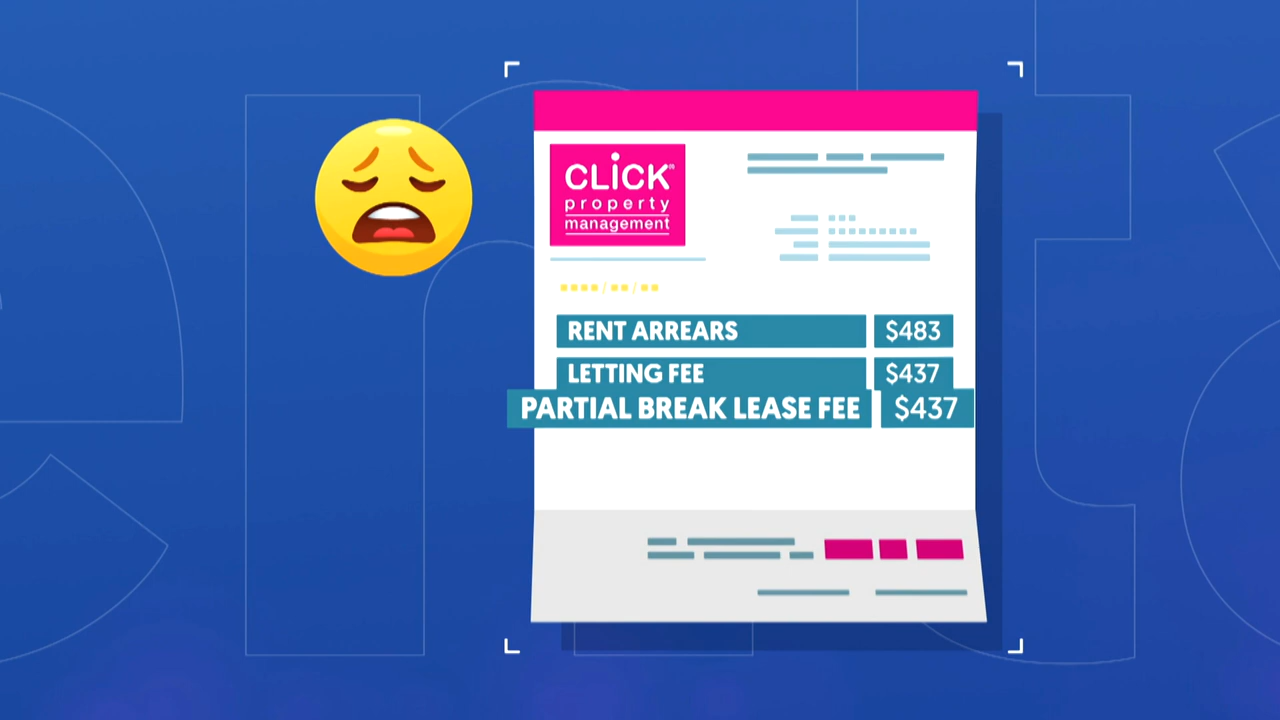 CLiCK®
property
management
RENT ARREARS $483
LETTING FEE $437
PARTIAL BREAK LEASE FEE $437